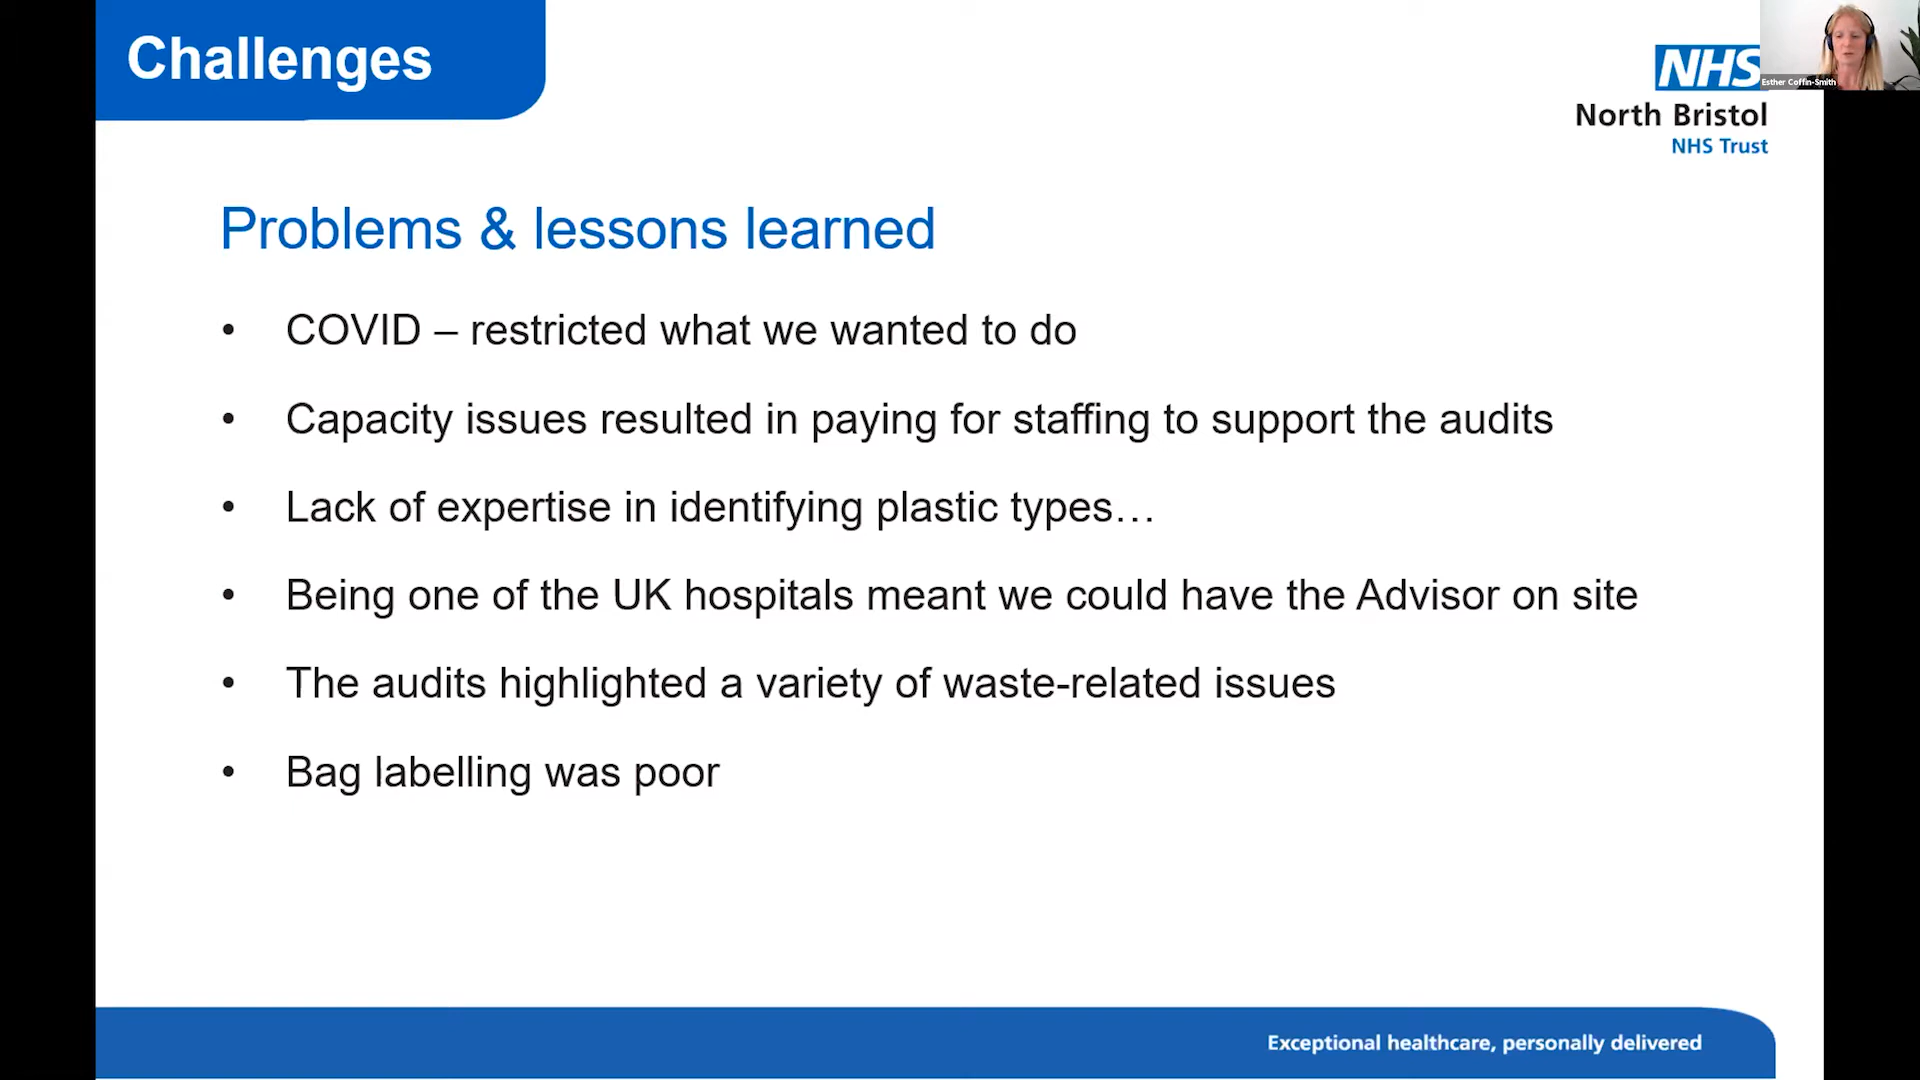 Challenges
NHS
Esther Coffin-Smith
North Bristol
NHS Trust
Problems & lessons learned
• COVID – restricted what we wanted to do
• Capacity issues resulted in paying for staffing to support the audits
• Lack of expertise in identifying plastic types…
• Being one of the UK hospitals meant we could have the Advisor on site
• The audits highlighted a variety of waste-related issues
• Bag labelling was poor
Exceptional healthcare, personally delivered